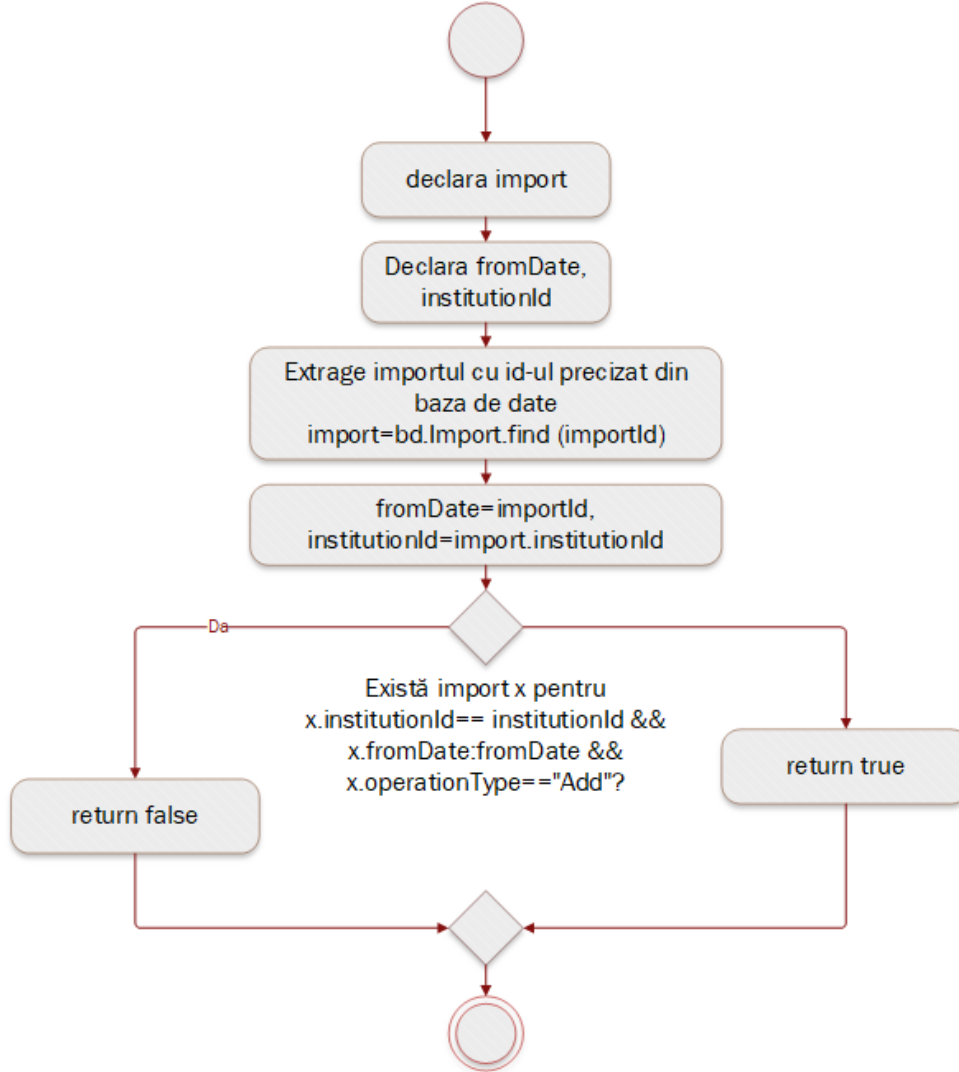 declara import
Declara fromDate,
institutionId
Extrage importul cu id-ul precizat din
baza de date
import=bd.Import.find (importId)
fromDate=importId,
institutionId=import.institutionId
Da
Există import x pentru
x.institutionId== institutionId &&
x.fromDate:fromDate &&
x.operationType=="Add"?
return true
return false